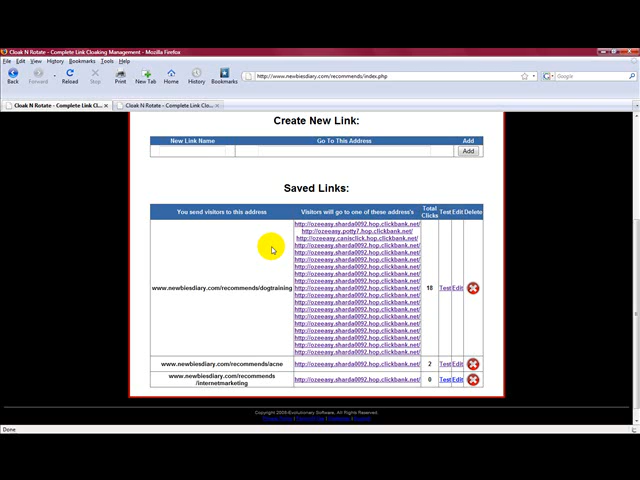 Cloak N Rotate - Complete Link Cloaking Management - Mozilla Firefox
File Edit View History Bookmarks Tools Help
Back Forward Reload Stop Print New Tab Home History Bookmarks
http://www.newbiesdiary.com/recommends/index.php
Google
Cloak N Rotate - Complete Link Cl...
Cloak N Rotate - Complete Link Clo...
Create New Link:
New Link Name Go To This Address Add
Add
Saved Links:
You send visitors to this address Visitors will go to one of these address's Total Clicks Test Edit Delete
http://ozeeasy.sharda0092.hop.clickbank.net/
http://ozeeasy.potty7.hop.clickbank.net/
http://ozeeasy.canisclick.hop.clickbank.net/
http://ozeeasy.sharda0092.hop.clickbank.net/
http://ozeeasy.sharda0092.hop.clickbank.net/
http://ozeeasy.sharda0092.hop.clickbank.net/
http://ozeeasy.sharda0092.hop.clickbank.net/
http://ozeeasy.sharda0092.hop.clickbank.net/
http://ozeeasy.sharda0092.hop.clickbank.net/
www.newbiesdiary.com/recommends/dogtraining http://ozeeasy.sharda0092.hop.clickbank.net/ 18 Test Edit
http://ozeeasy.sharda0092.hop.clickbank.net/
http://ozeeasy.sharda0092.hop.clickbank.net/
http://ozeeasy.sharda0092.hop.clickbank.net/
http://ozeeasy.sharda0092.hop.clickbank.net/
http://ozeeasy.sharda0092.hop.clickbank.net/
http://ozeeasy.sharda0092.hop.clickbank.net/
http://ozeeasy.sharda0092.hop.clickbank.net/
http://ozeeasy.sharda0092.hop.clickbank.net/
http://ozeeasy.sharda0092.hop.clickbank.net/
www.newbiesdiary.com/recommends/acne http://ozeeasy.sharda0092.hop.clickbank.net/ 2 Test Edit
www.newbiesdiary.com/recommends
/internetmarketing http://ozeeasy.sharda0092.hop.clickbank.net/ 0 Test Edit
Copyright 2008 Evolutionary Software, All Rights Reserved.
Done